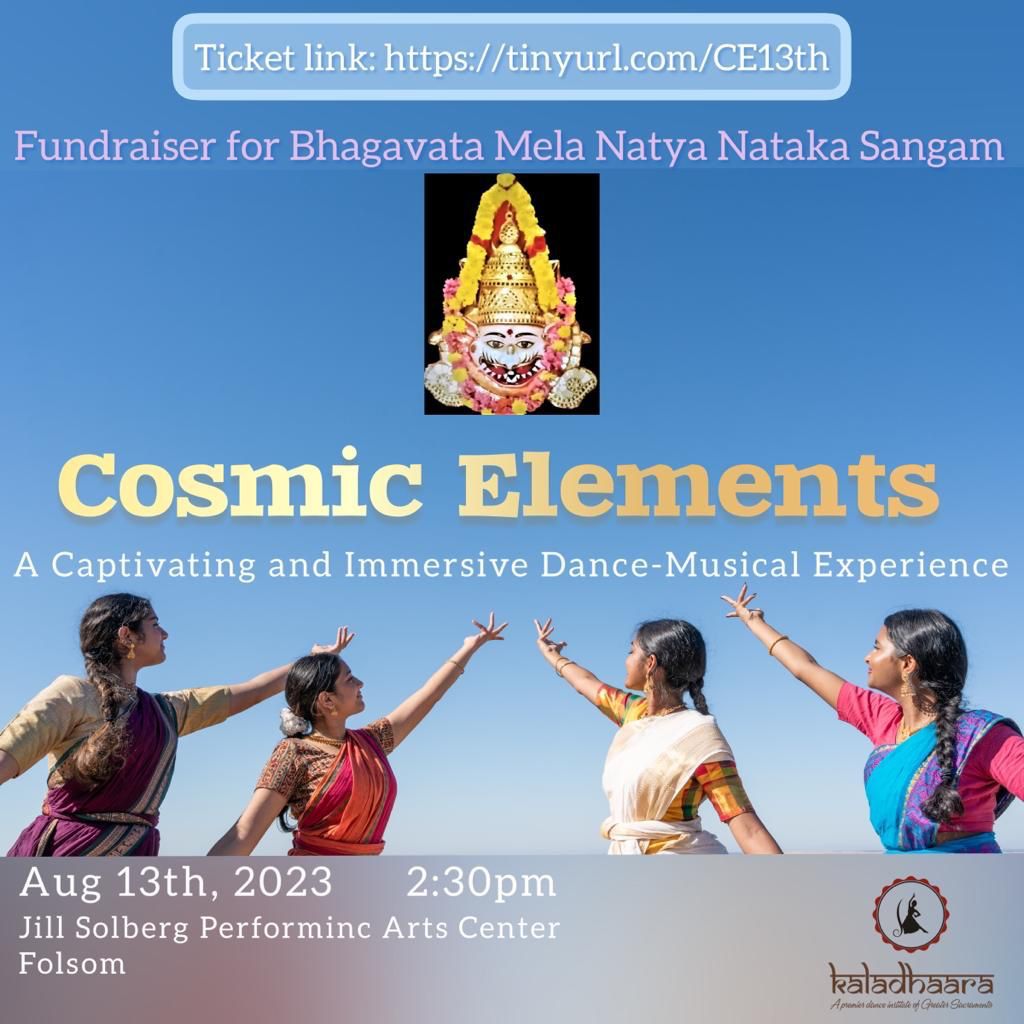 Ticket link: https://tinyurl.com/CE13th
Fundraiser for Bhagavata Mela Natya Nataka Sangam
Cosmic Elements
A Captivating and Immersive Dance-Musical Experience
Aug 13th, 2023 2:30pm
Jill Solberg Performinc Arts Center
Folsom
kaladhaara
A premier dance institute of Greater Sacramento